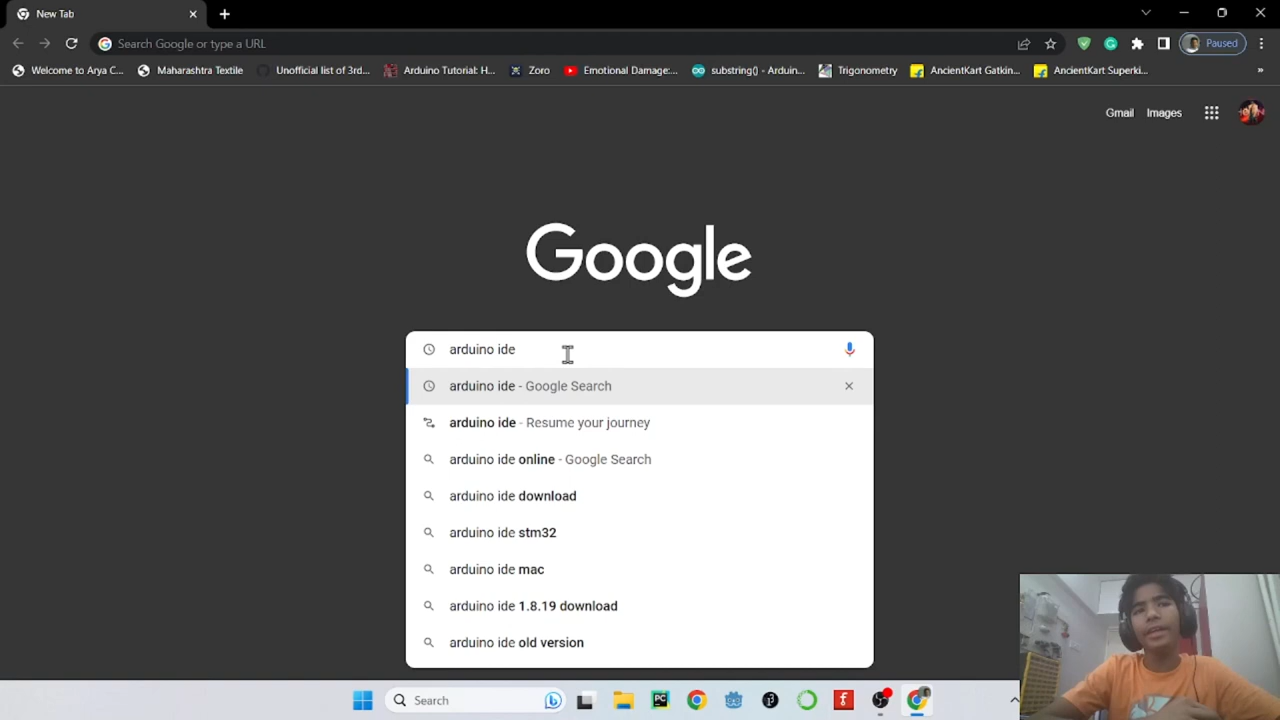 New Tab
Search Google or type a URL
Paused
Welcome to Arya C...
Maharashtra Textile
Unofficial list of 3rd...
Arduino Tutorial: H...
Zoro
Emotional Damage:...
substring() - Arduin...
Trigonometry
AncientKart Gatkin...
AncientKart Superki...
»
Gmail
Images
Google
arduino ide
arduino ide - Google Search
arduino ide - Resume your journey
arduino ide online - Google Search
arduino ide download
arduino ide stm32
arduino ide mac
arduino ide 1.8.19 download
arduino ide old version
Search
PC